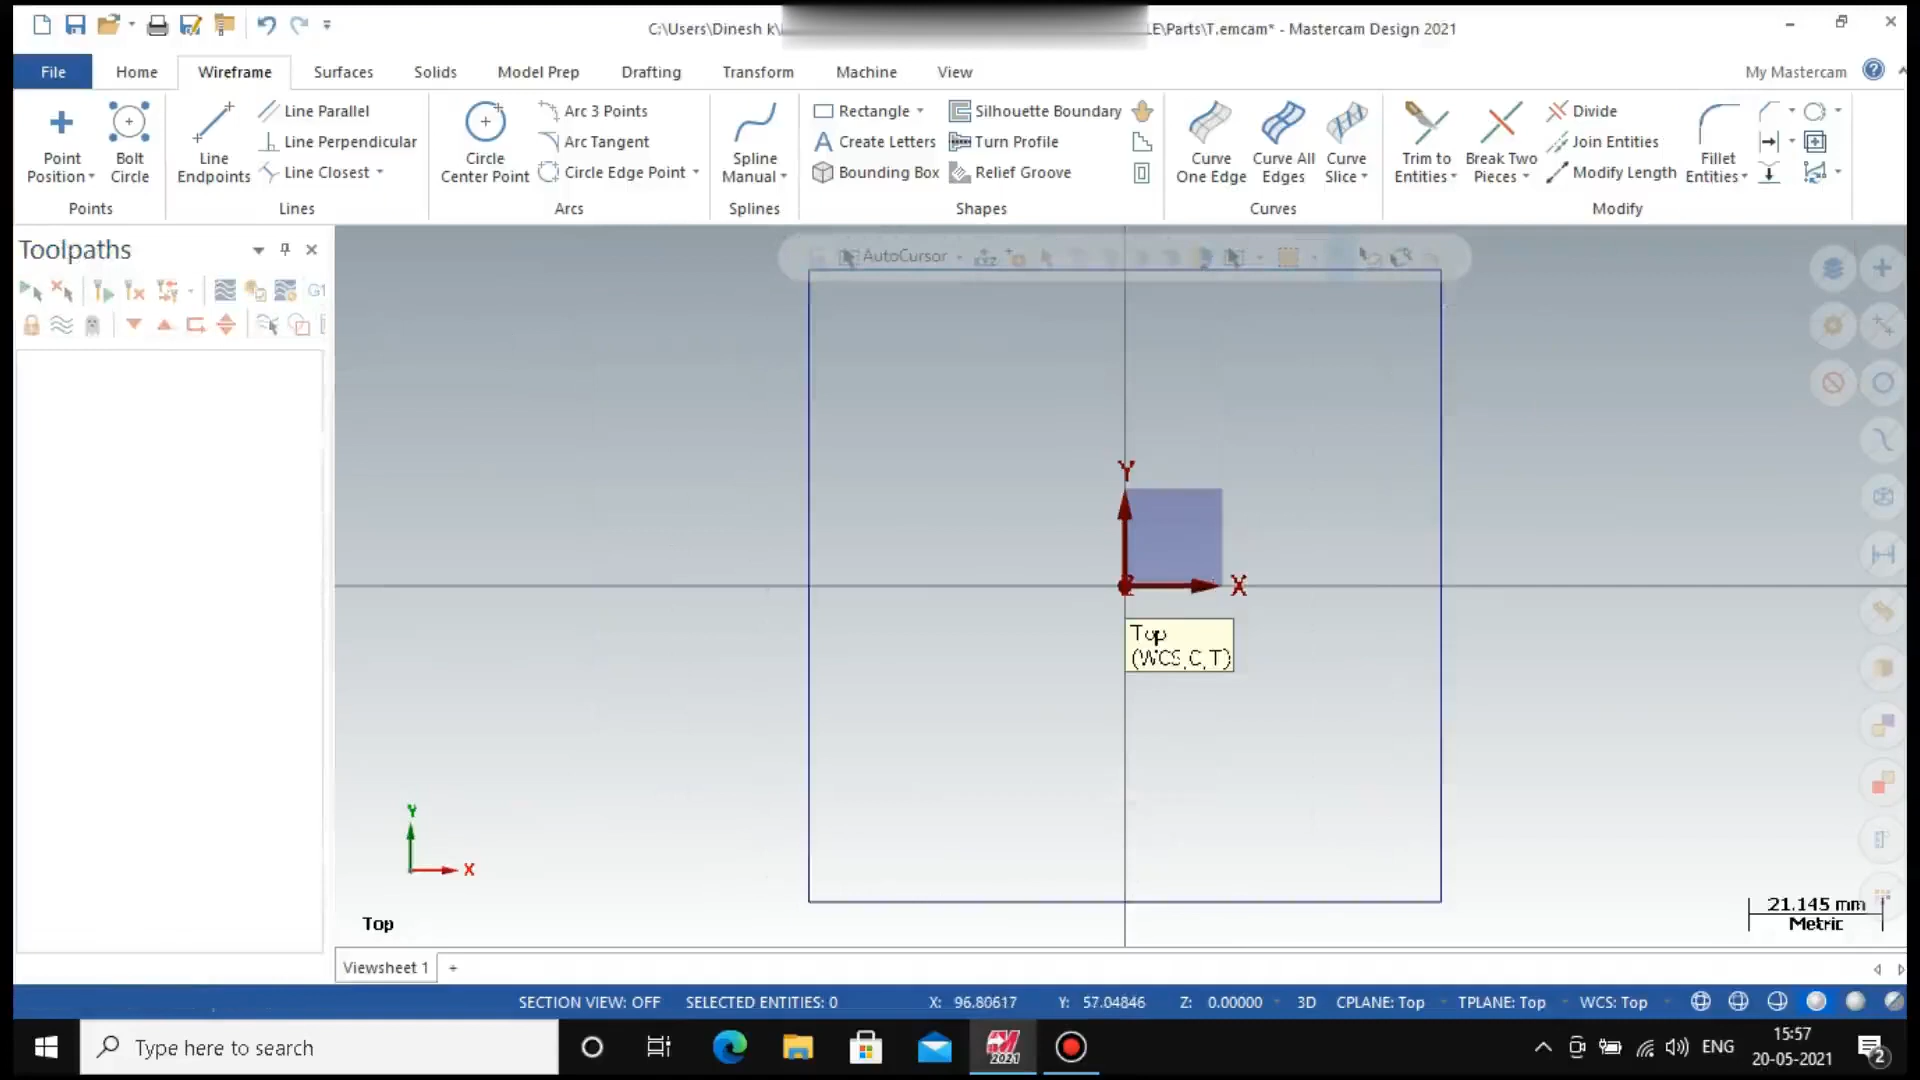 C:\Users\Dinesh k\
LE\Parts\T.emcam* - Mastercam Design 2021
File
Home
Wireframe
Surfaces
Solids
Model Prep
Drafting
Transform
Machine
View
My Mastercam
Point
Position
Bolt
Circle
Points
Line
Endpoints
Line Parallel
Line Perpendicular
Line Closest
Lines
Circle
Center Point
Arc 3 Points
Arc Tangent
Circle Edge Point
Arcs
Spline
Manual
Splines
Rectangle
Create Letters
Bounding Box
Silhouette Boundary
Turn Profile
Relief Groove
Shapes
Curve
One Edge
Curve All
Edges
Curve
Slice
Curves
Trim to
Entities
Break Two
Pieces
Divide
Join Entities
Modify Length
Fillet
Entities
Modify
Toolpaths
G1
AutoCursor
XYZ
Y
X
Top
(WCS,C,T)
Y
X
Top
21.145 mm
Metric
Viewsheet 1
+
SECTION VIEW: OFF
SELECTED ENTITIES: 0
X: 96.80617
Y: 57.04846
Z: 0.00000
3D
CPLANE: Top
TPLANE: Top
WCS: Top
Type here to search
2021
ENG
15:57
20-05-2021
2